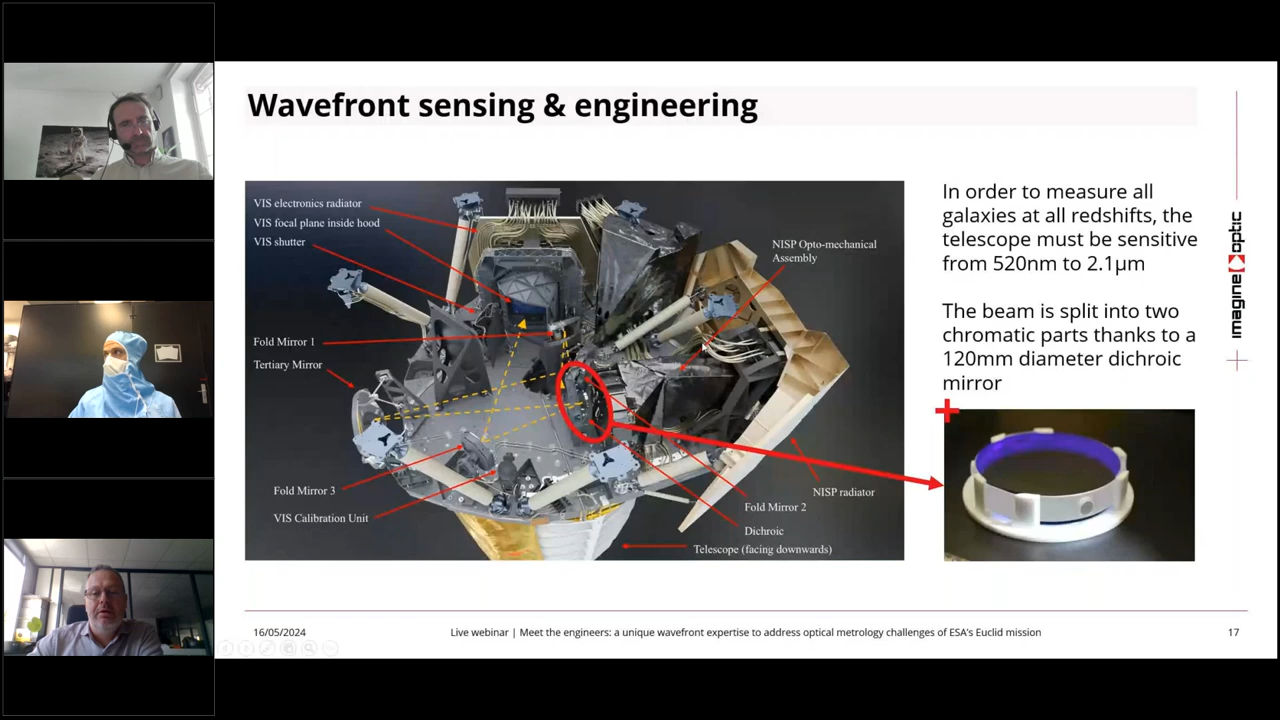 Wavefront sensing & engineering
VIS electronics radiator
VIS focal plane inside hood
VIS shutter
Fold Mirror 1
Tertiary Mirror
Fold Mirror 3
VIS Calibration Unit
NISP Opto-mechanical
Assembly
NISP radiator
Fold Mirror 2
Dichroic
Telescope (facing downwards)
In order to measure all
galaxies at all redshifts, the
telescope must be sensitive
from 520nm to 2.1µm
The beam is split into two
chromatic parts thanks to a
120mm diameter dichroic
mirror
imagine optic
16/05/2024
Live webinar | Meet the engineers: a unique wavefront expertise to address optical metrology challenges of ESA's Euclid mission
17